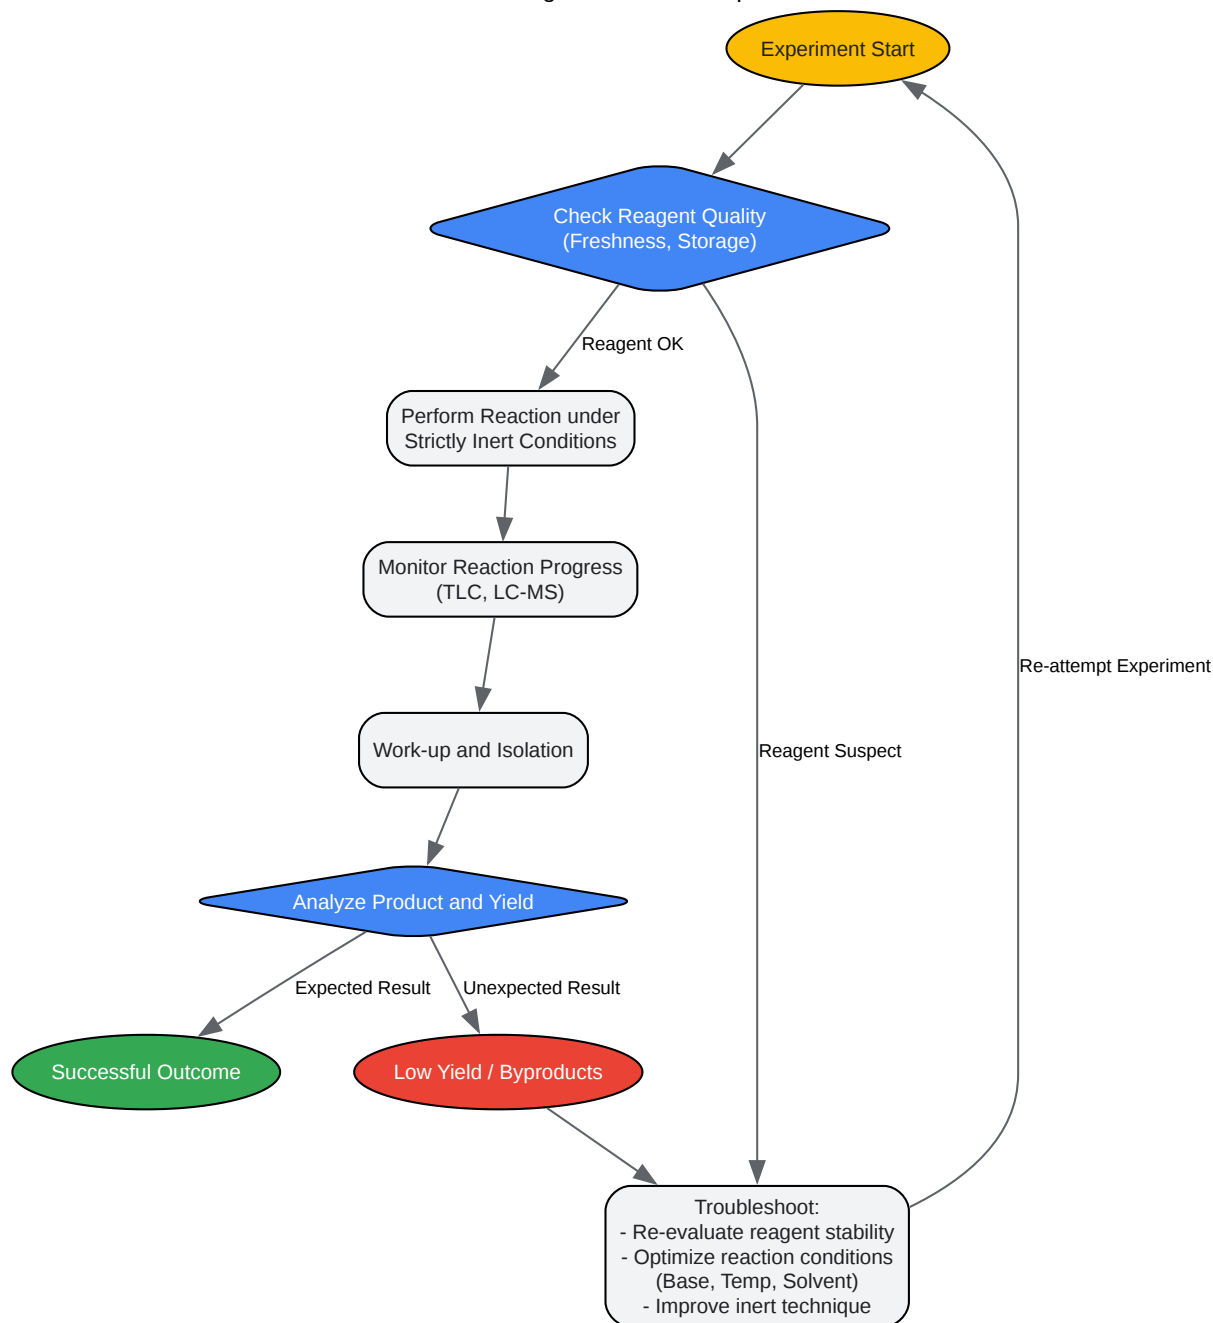 Experiment Start
Check Reagent Quality
(Freshness, Storage)
Reagent OK
Perform Reaction under
Strictly Inert Conditions
Monitor Reaction Progress
(TLC, LC-MS)
Re-attempt Experiment
Work-up and Isolation
Reagent Suspect
Analyze Product and Yield
Expected Result
Unexpected Result
Successful Outcome
Low Yield / Byproducts
Troubleshoot:
- Re-evaluate reagent stability
- Optimize reaction conditions
(Base, Temp, Solvent)
- Improve inert technique